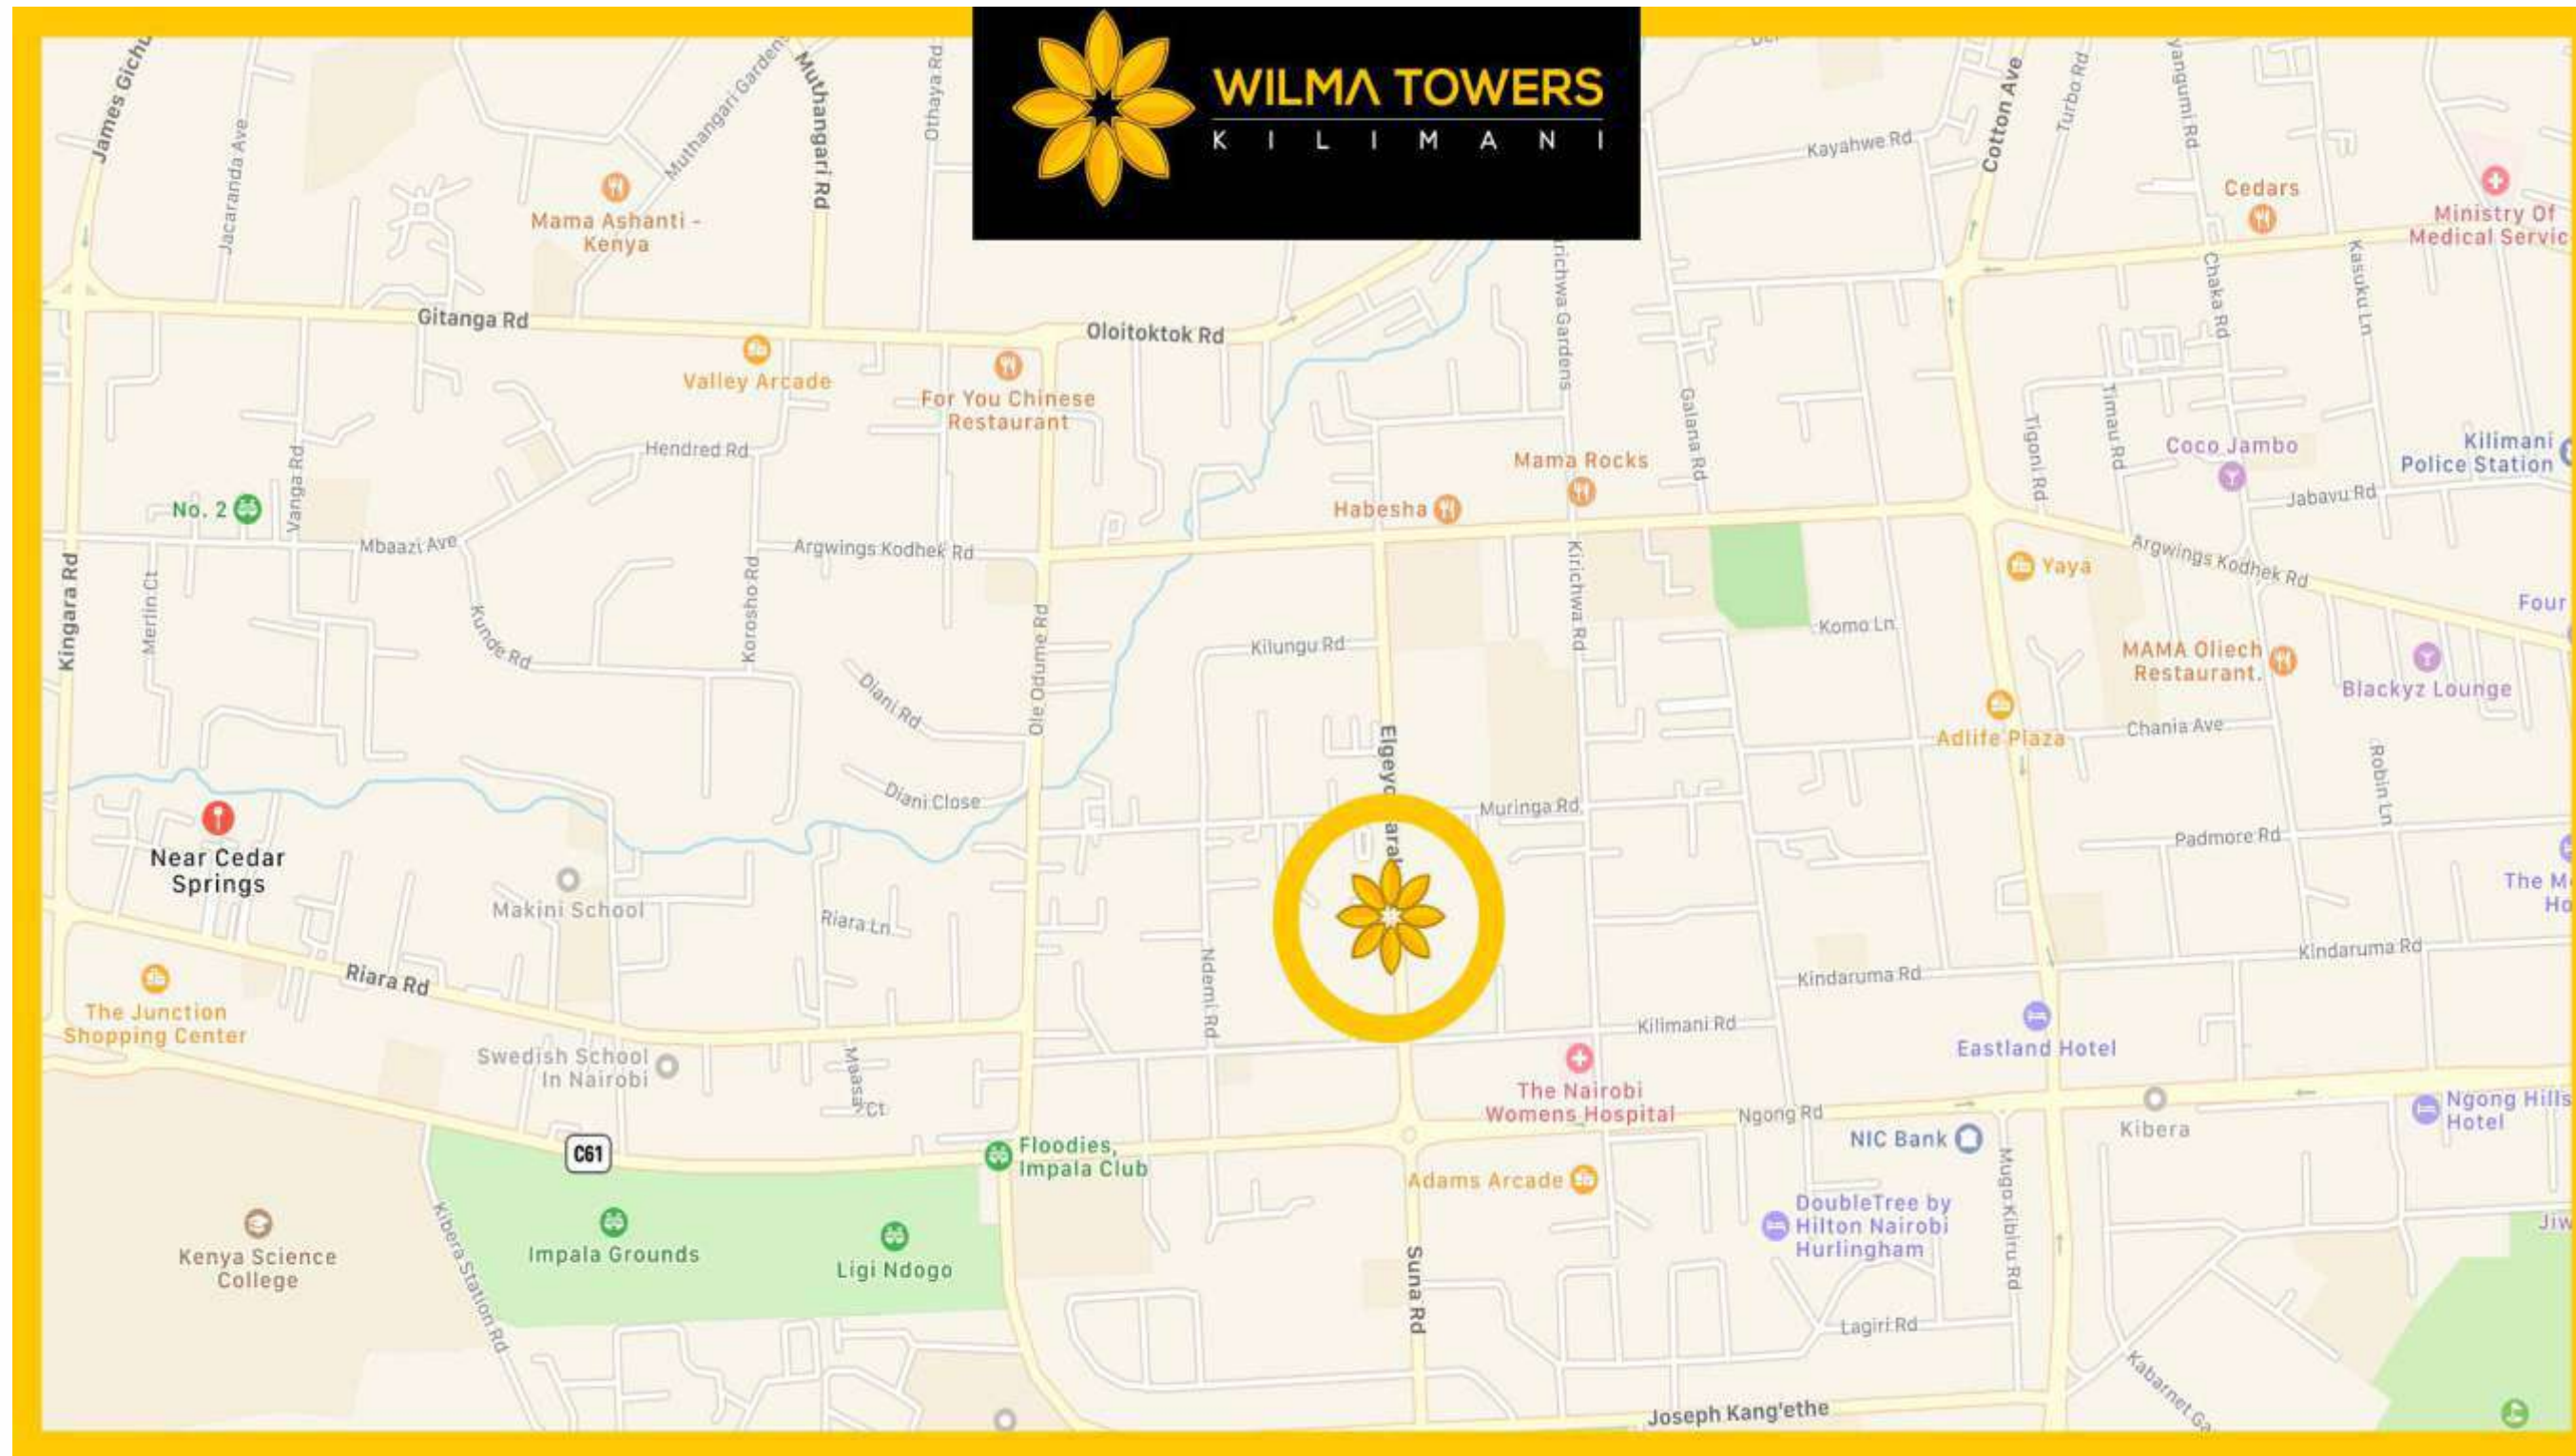 WILMA TOWERS
KILIMANI
James Gichu
Jacaranda Ave
Muthangari Gardens
Muthangari Rd
Othaya Rd
Kayahwe Rd
Cotton Ave
Turbo Rd
yangumi Rd
Cedars
Ministry Of
Medical Servic
Mama Ashanti -
Kenya
Gitanga Rd
Oloitoktok Rd
richwa Gardens
Chaka Rd
Kasuku Ln
Valley Arcade
For You Chinese
Restaurant
Hendred Rd
Galana Rd
Tigoni Rd
Timau Rd
Coco Jambo
Kilimani
Police Station
Mama Rocks
Habesha
Jabavu Rd
No. 2
Vanga Rd
Mbaazi Ave
Argwings Kodhek Rd
Argwings Kodhek Rd
Yaya
Kingara Rd
Merlin Ct
Kunde Rd
Korosho Rd
Ole Odume Rd
Kirichwa Rd
Kilungu Rd
Komo Ln
Four
MAMA Oliech
Restaurant.
Blackyz Lounge
Diani Rd
Elgeyo
arak
Adlife Plaza
Chania Ave
Robin Ln
Diani Close
Muringa Rd
Padmore Rd
Near Cedar
Springs
Makini School
Riara Ln
The M
Ho
Riara Rd
Ndemi Rd
Kindaruma Rd
Kindaruma Rd
The Junction
Shopping Center
Kilimani Rd
Eastland Hotel
Swedish School
In Nairobi
Maasai Ct
The Nairobi
Womens Hospital
Ngong Rd
NIC Bank
Kibera
Ngong Hills
Hotel
C61
Floodies,
Impala Club
Adams Arcade
Mugo Kibiru Rd
DoubleTree by
Hilton Nairobi
Hurlingham
Kenya Science
College
Kibera Station Rd
Impala Grounds
Ligi Ndogo
Suna Rd
Jiw
Lagiri Rd
Joseph Kang'ethe
Kabarnet Ga